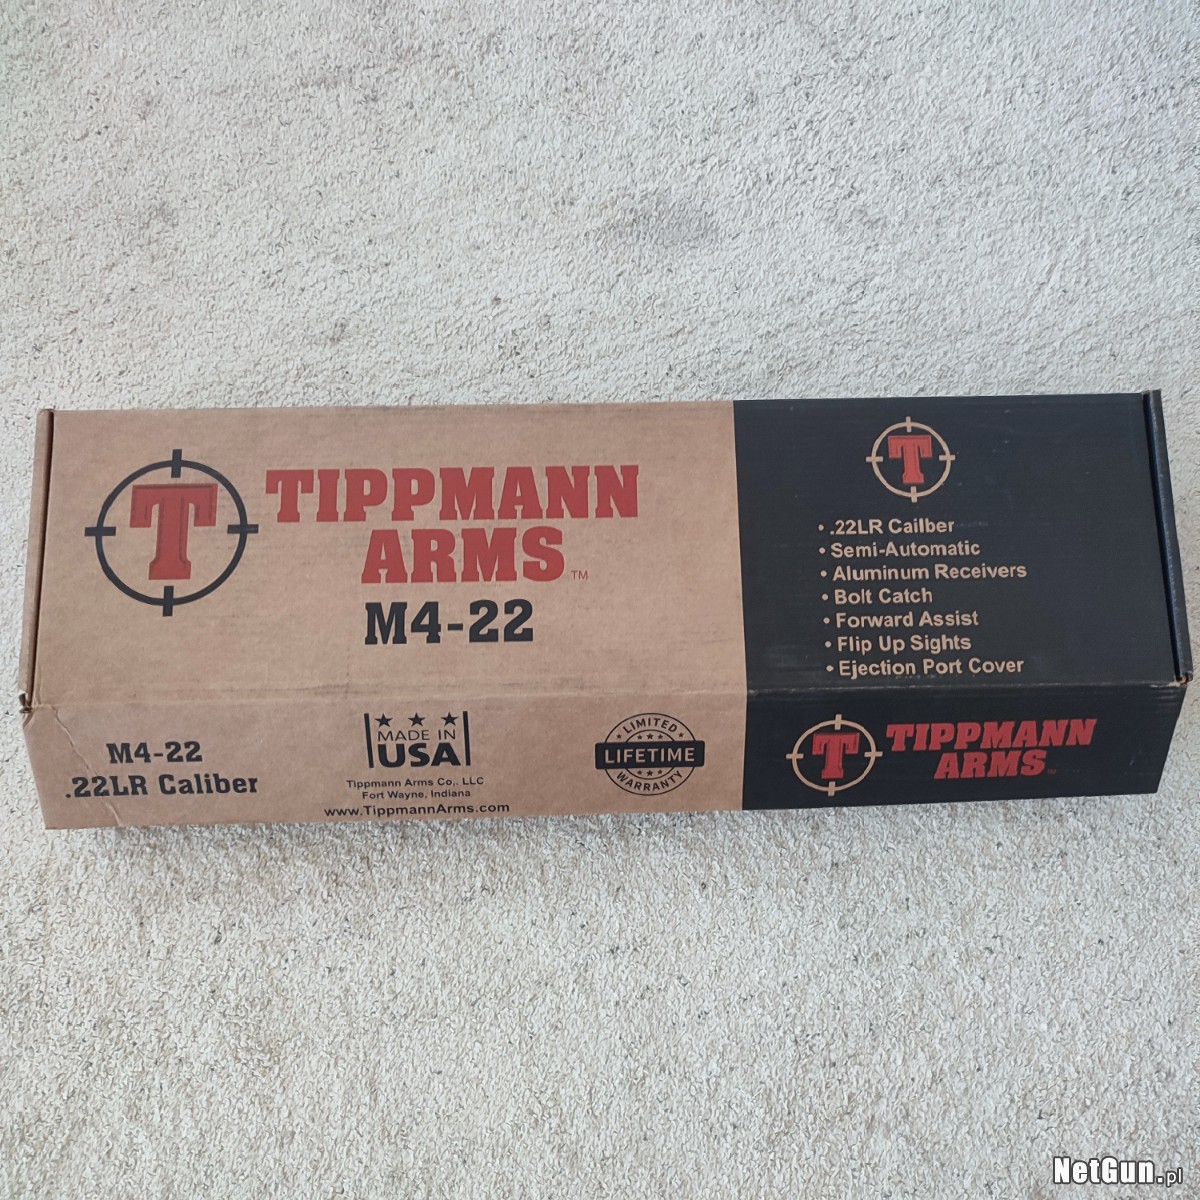 T
TIPPMANN
ARMS™
M4-22
T
• .22LR Cailber
• Semi-Automatic
• Aluminum Receivers
• Bolt Catch
• Forward Assist
• Flip Up Sights
• Ejection Port Cover
M4-22
.22LR Caliber
MADE IN
USA
Tippmann Arms Co., LLC
Fort Wayne, Indiana
www.TippmannArms.com
LIMITED
LIFETIME
WARRANTY
T
TIPPMANN
ARMS™
NetGun.pl